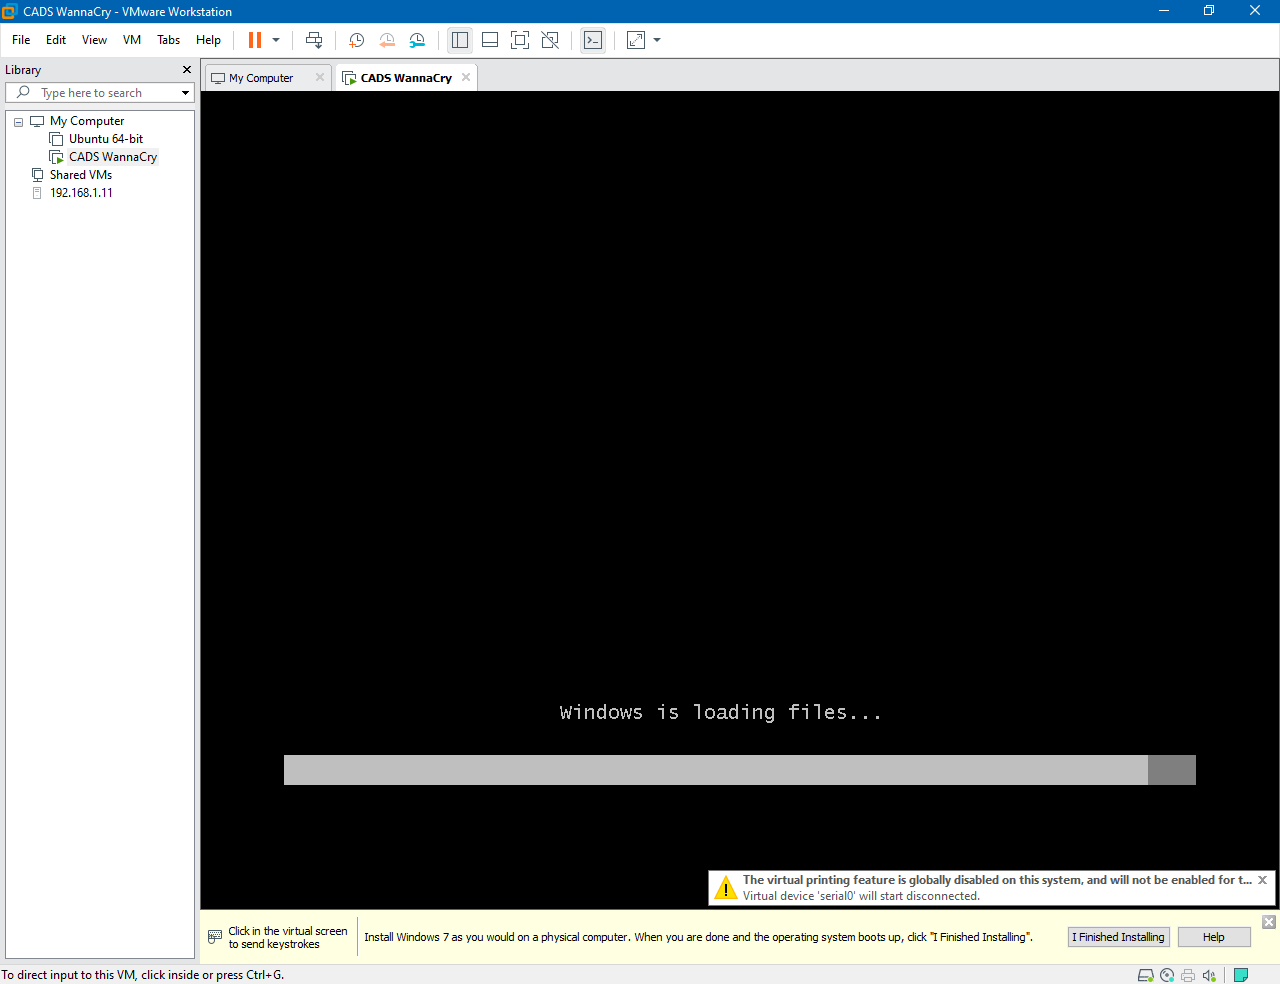 CADS WannaCry - VMware Workstation
File Edit View VM Tabs Help
Library
My Computer
CADS WannaCry
Type here to search
My Computer
Ubuntu 64-bit
CADS WannaCry
Shared VMs
192.168.1.11
Windows is loading files...
The virtual printing feature is globally disabled on this system, and will not be enabled for t...
Virtual device 'serial0' will start disconnected.
Click in the virtual screen
to send keystrokes
Install Windows 7 as you would on a physical computer. When you are done and the operating system boots up, click "I Finished Installing".
I Finished Installing
Help
To direct input to this VM, click inside or press Ctrl+G.